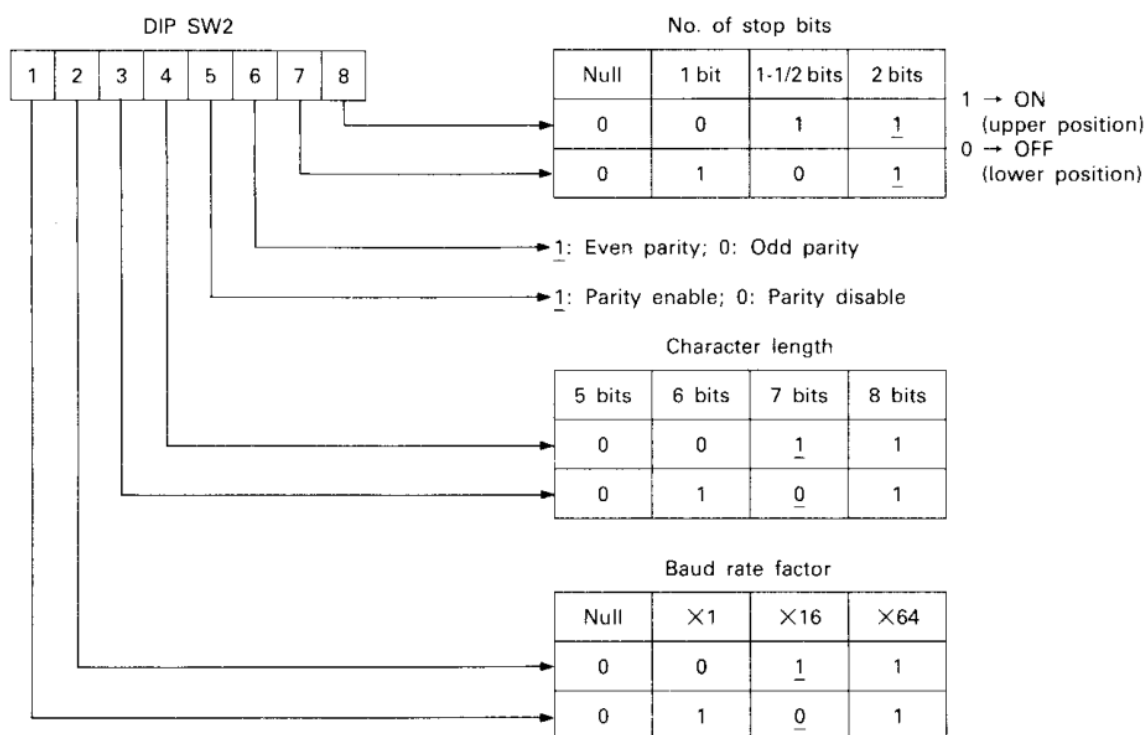 DIP SW2
1 2 3 4 5 6 7 8
No. of stop bits
Null 1 bit 1-1/2 bits 2 bits
0 0 1 1
0 1 0 1
1 → ON
(upper position)
0 → OFF
(lower position)
1: Even parity; 0: Odd parity
1: Parity enable; 0: Parity disable
Character length
5 bits 6 bits 7 bits 8 bits
0 0 1 1
0 1 0 1
Baud rate factor
Null ×1 ×16 ×64
0 0 1 1
0 1 0 1